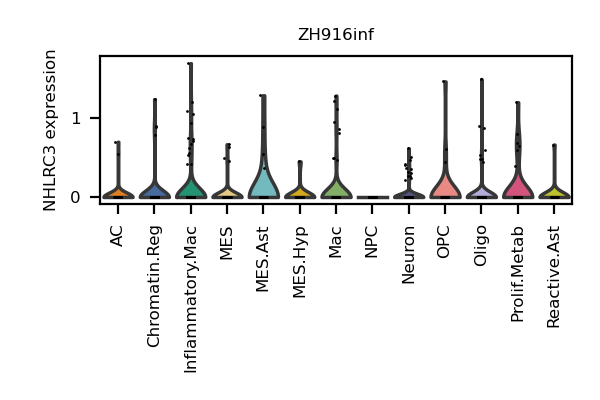 ZH916inf
NHLRC3 expression
1
0
AC
Chromatin.Reg
Inflammatory.Mac
MES
MES.Ast
MES.Hyp
Mac
NPC
Neuron
OPC
Oligo
Prolif.Metab
Reactive.Ast